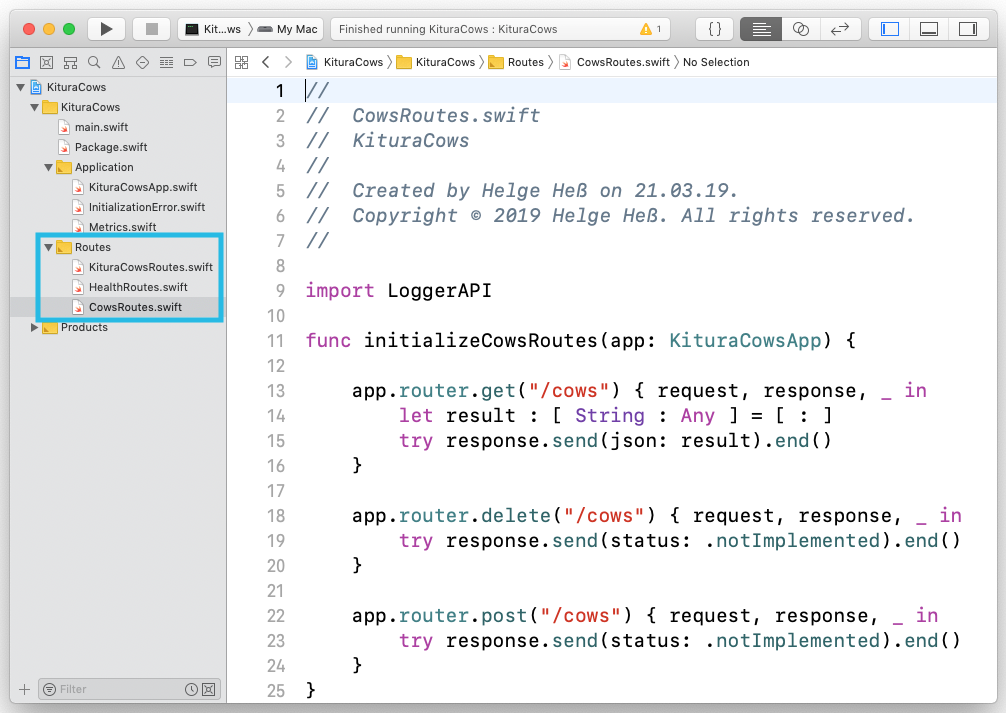 Kit...ws 〉 My Mac
Finished running KituraCows : KituraCows
1
{ }
KituraCows 〉 KituraCows 〉 Routes 〉 CowsRoutes.swift 〉 No Selection
KituraCows
KituraCows
main.swift
Package.swift
Application
KituraCowsApp.swift
InitializationError.swift
Metrics.swift
Routes
KituraCowsRoutes.swift
HealthRoutes.swift
CowsRoutes.swift
Products
Filter
1 //
2 //  CowsRoutes.swift
3 //  KituraCows
4 //
5 //  Created by Helge Heß on 21.03.19.
6 //  Copyright © 2019 Helge Heß. All rights reserved.
7 //
8
9 import LoggerAPI
10
11 func initializeCowsRoutes(app: KituraCowsApp) {
12
13     app.router.get("/cows") { request, response, _ in
14         let result : [ String : Any ] = [ : ]
15         try response.send(json: result).end()
16     }
17
18     app.router.delete("/cows") { request, response, _ in
19         try response.send(status: .notImplemented).end()
20     }
21
22     app.router.post("/cows") { request, response, _ in
23         try response.send(status: .notImplemented).end()
24     }
25 }